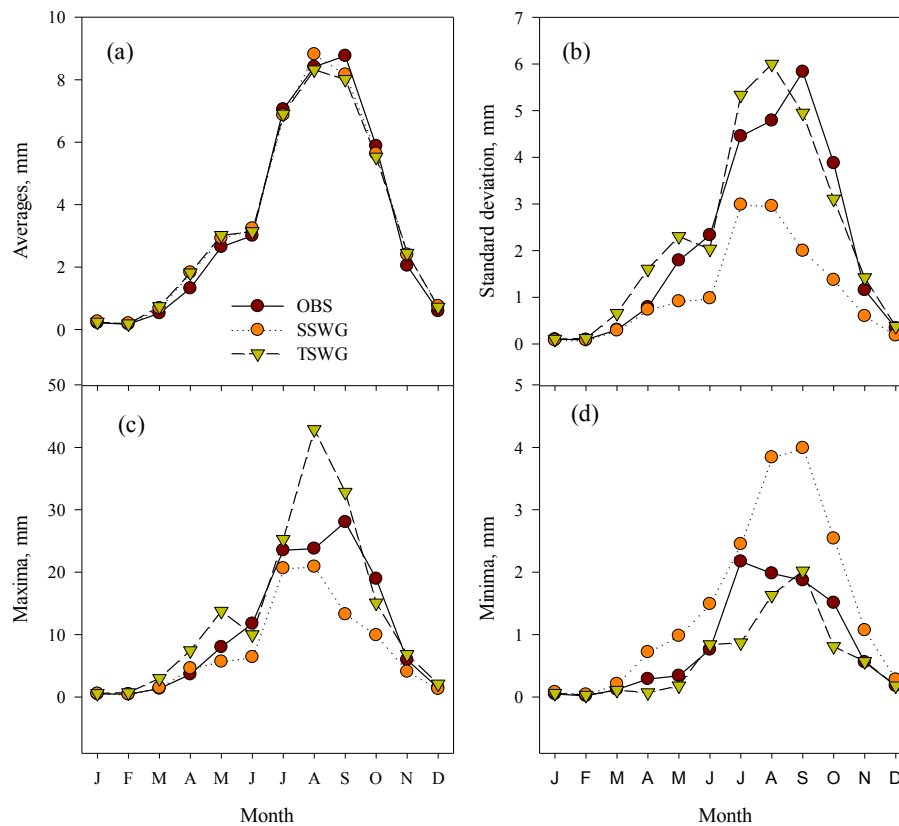 (a)
10
8
6
4
2
0
Averages, mm
OBS
SSWG
TSWG
(b)
7
6
5
4
3
2
1
0
Standard deviation, mm
(c)
50
40
30
20
10
0
Maxima, mm
J F M A M J J A S O N D
Month
(d)
5
4
3
2
1
0
Minima, mm
J F M A M J J A S O N D
Month